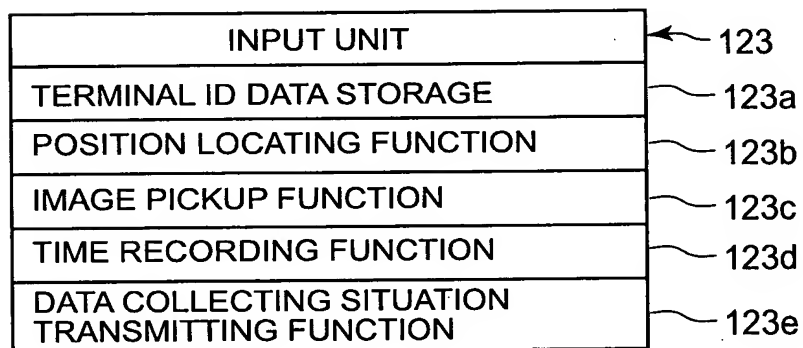 INPUT UNIT 123
TERMINAL ID DATA STORAGE 123a
POSITION LOCATING FUNCTION 123b
IMAGE PICKUP FUNCTION 123c
TIME RECORDING FUNCTION 123d
DATA COLLECTING SITUATION
TRANSMITTING FUNCTION 123e